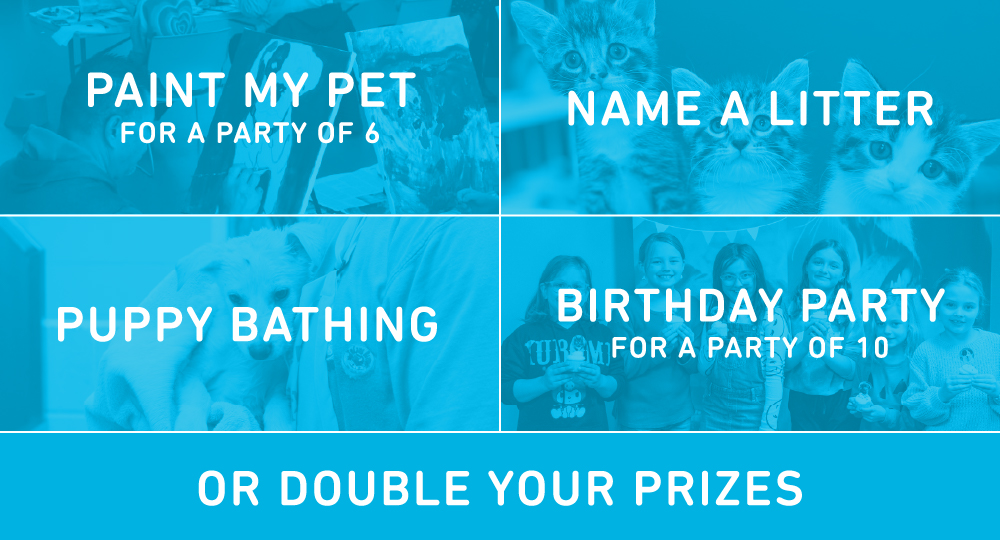 PAINT MY PET
FOR A PARTY OF 6
NAME A LITTER
PUPPY BATHING
BIRTHDAY PARTY
FOR A PARTY OF 10
OR DOUBLE YOUR PRIZES